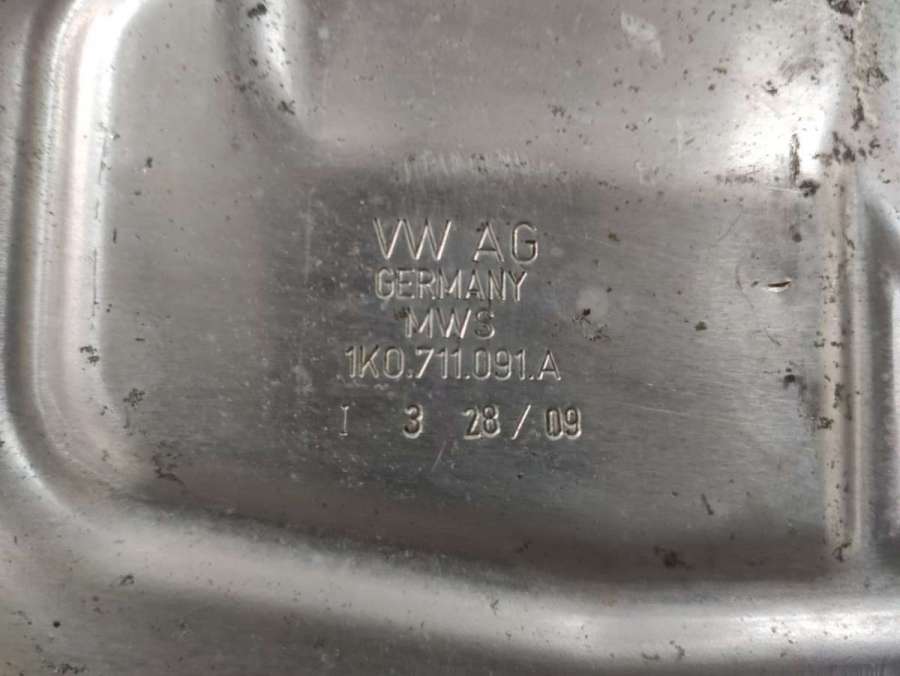 VW AG
GERMANY
MWS
1K0.711.091.A
I 3 28 / 09